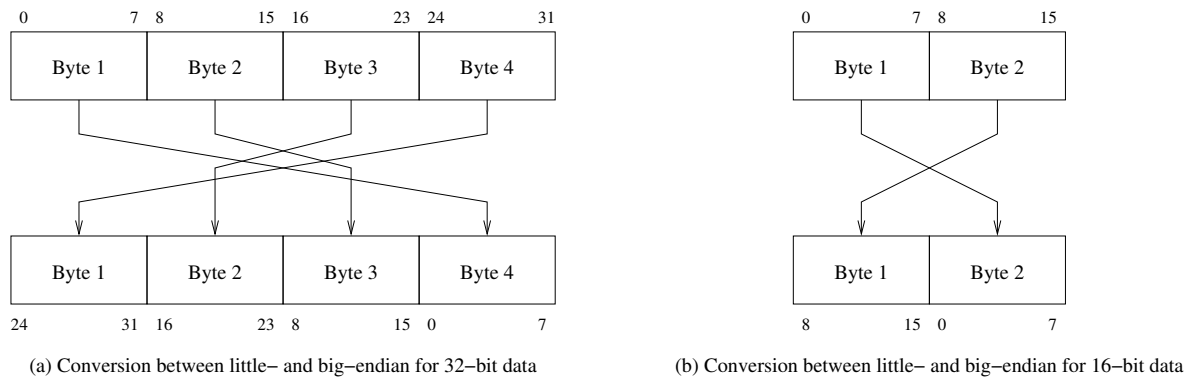 0 7 8 15 16 23 24 31 0 7 8 15
Byte 1 Byte 2 Byte 3 Byte 4 Byte 1 Byte 2
Byte 1 Byte 2 Byte 3 Byte 4 Byte 1 Byte 2
24 31 16 23 8 15 0 7 8 15 0 7
(a) Conversion between little− and big−endian for 32−bit data (b) Conversion between little− and big−endian for 16−bit data